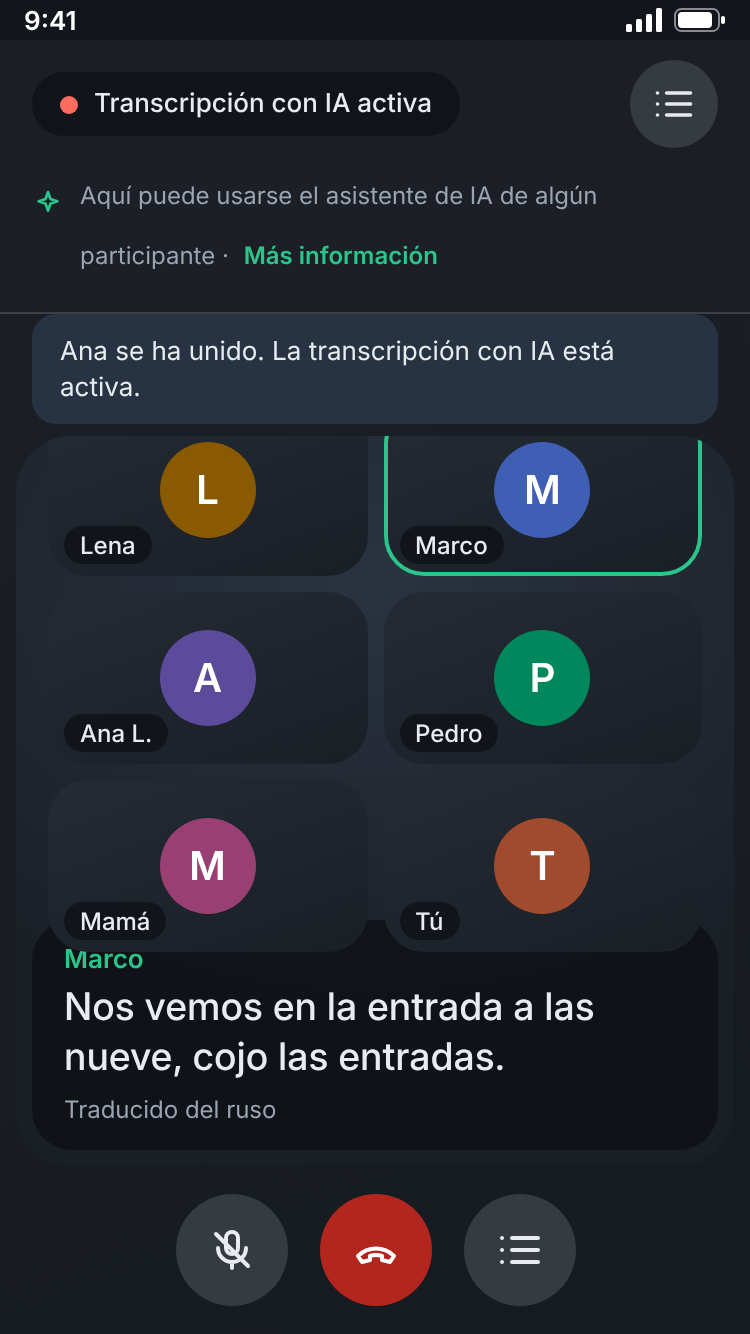 9:41
Transcripción con IA activa
Aquí puede usarse el asistente de IA de algún
participante · Más información
Ana se ha unido. La transcripción con IA está
activa.
L
M
Lena
Marco
A
P
Ana L.
Pedro
M
T
Mamá
Tú
Marco
Nos vemos en la entrada a las
nueve, cojo las entradas.
Traducido del ruso